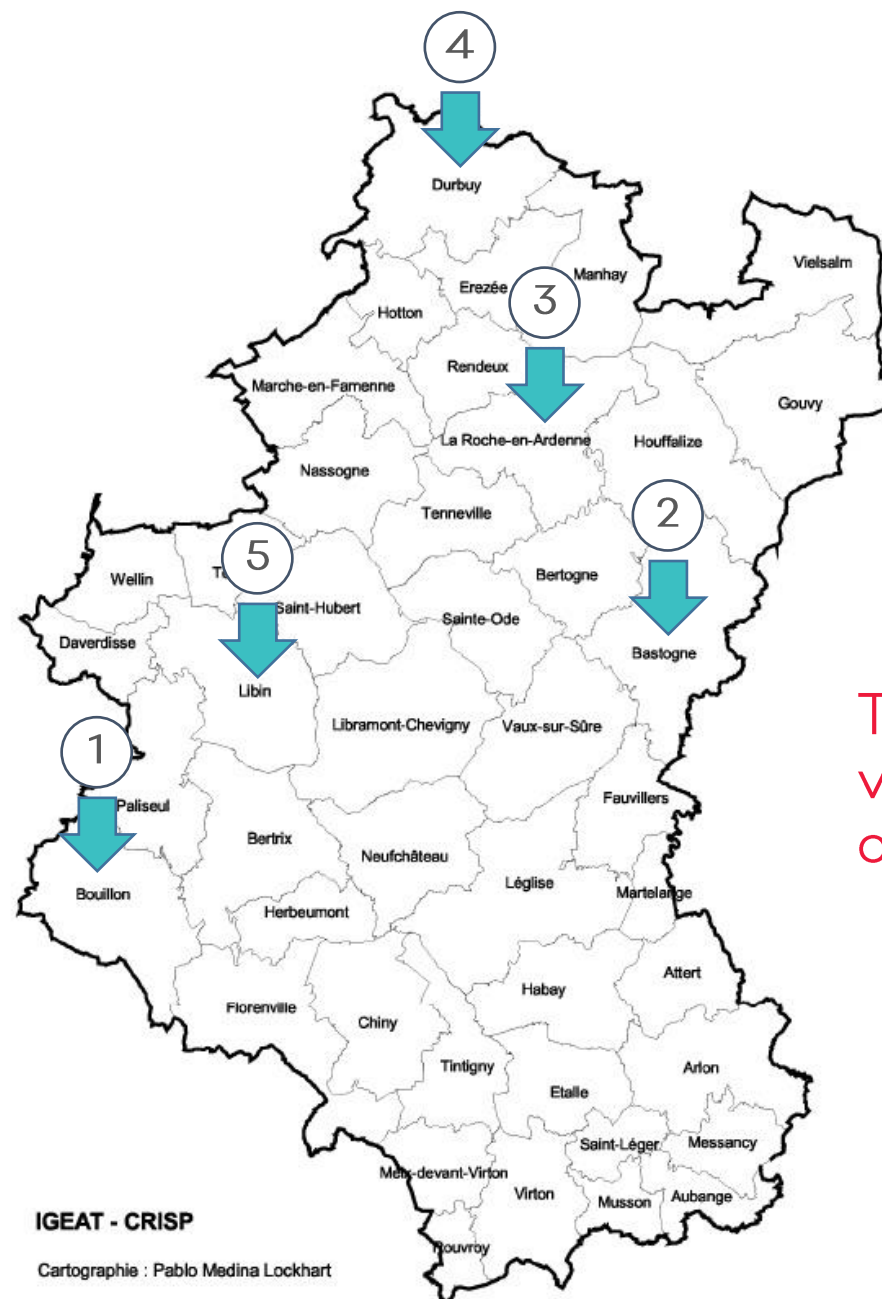 4
Durbuy
Vielsalm
Manhay
Erezée
3
Hotton
Rendeux
Marche-en-Famenne
Gouvy
La Roche-en-Ardenne
Houffalize
Nassogne
2
Tenneville
5
Wellin
Bertogne
Saint-Hubert
Sainte-Ode
Daverdisse
Bastogne
Libin
Libramont-Chevigny
Vaux-sur-Sûre
1
Paliseul
Fauvillers
Bertrix
Neufchâteau
Léglise
Bouillon
Martelange
Herbeumont
Attert
Habay
Florenville
Chiny
Tintigny
Arlon
Etalle
Saint-Léger
Messancy
Meix-devant-Virton
Virton
Musson
Aubange
Rouvroy
IGEAT - CRISP
Cartographie : Pablo Medina Lockhart